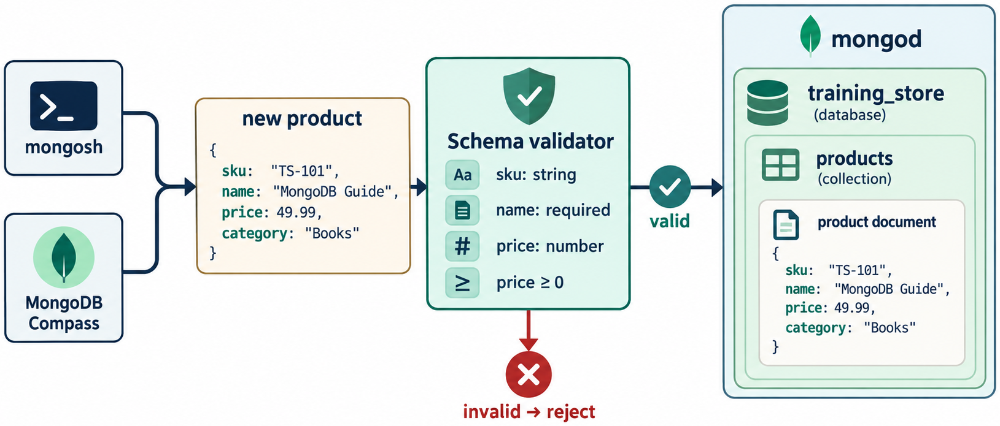 mongosh
MongoDB
Compass
new product
{
sku: "TS-101",
name: "MongoDB Guide",
price: 49.99,
category: "Books"
}
Schema validator
Aa sku: string
name: required
# price: number
≥ price ≥ 0
valid
invalid → reject
mongod
training_store
(database)
products
(collection)
product document
{
sku: "TS-101",
name: "MongoDB Guide",
price: 49.99,
category: "Books"
}